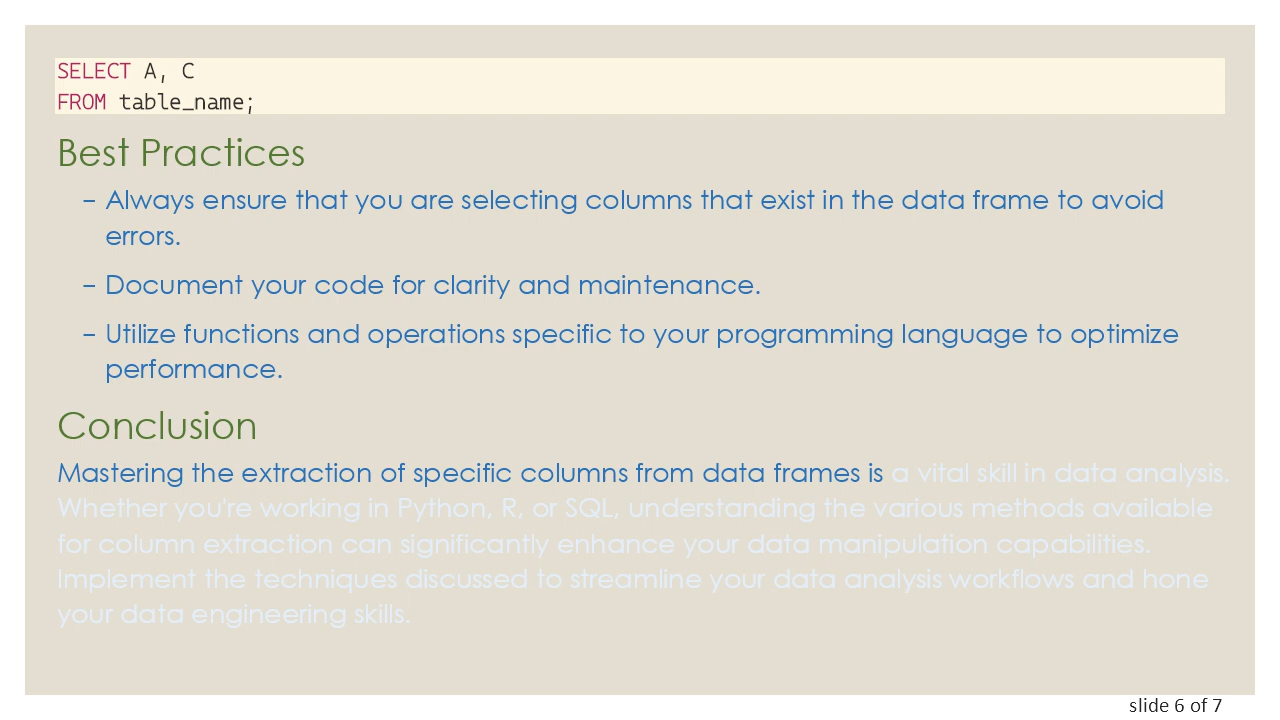 SELECT A, C
FROM table_name;
Best Practices
– Always ensure that you are selecting columns that exist in the data frame to avoid
errors.
– Document your code for clarity and maintenance.
– Utilize functions and operations specific to your programming language to optimize
performance.
Conclusion
Mastering the extraction of specific columns from data frames is a vital skill in data analysis.
Whether you're working in Python, R, or SQL, understanding the various methods available
for column extraction can significantly enhance your data manipulation capabilities.
Implement the techniques discussed to streamline your data analysis workflows and hone
your data engineering skills.
slide 6 of 7